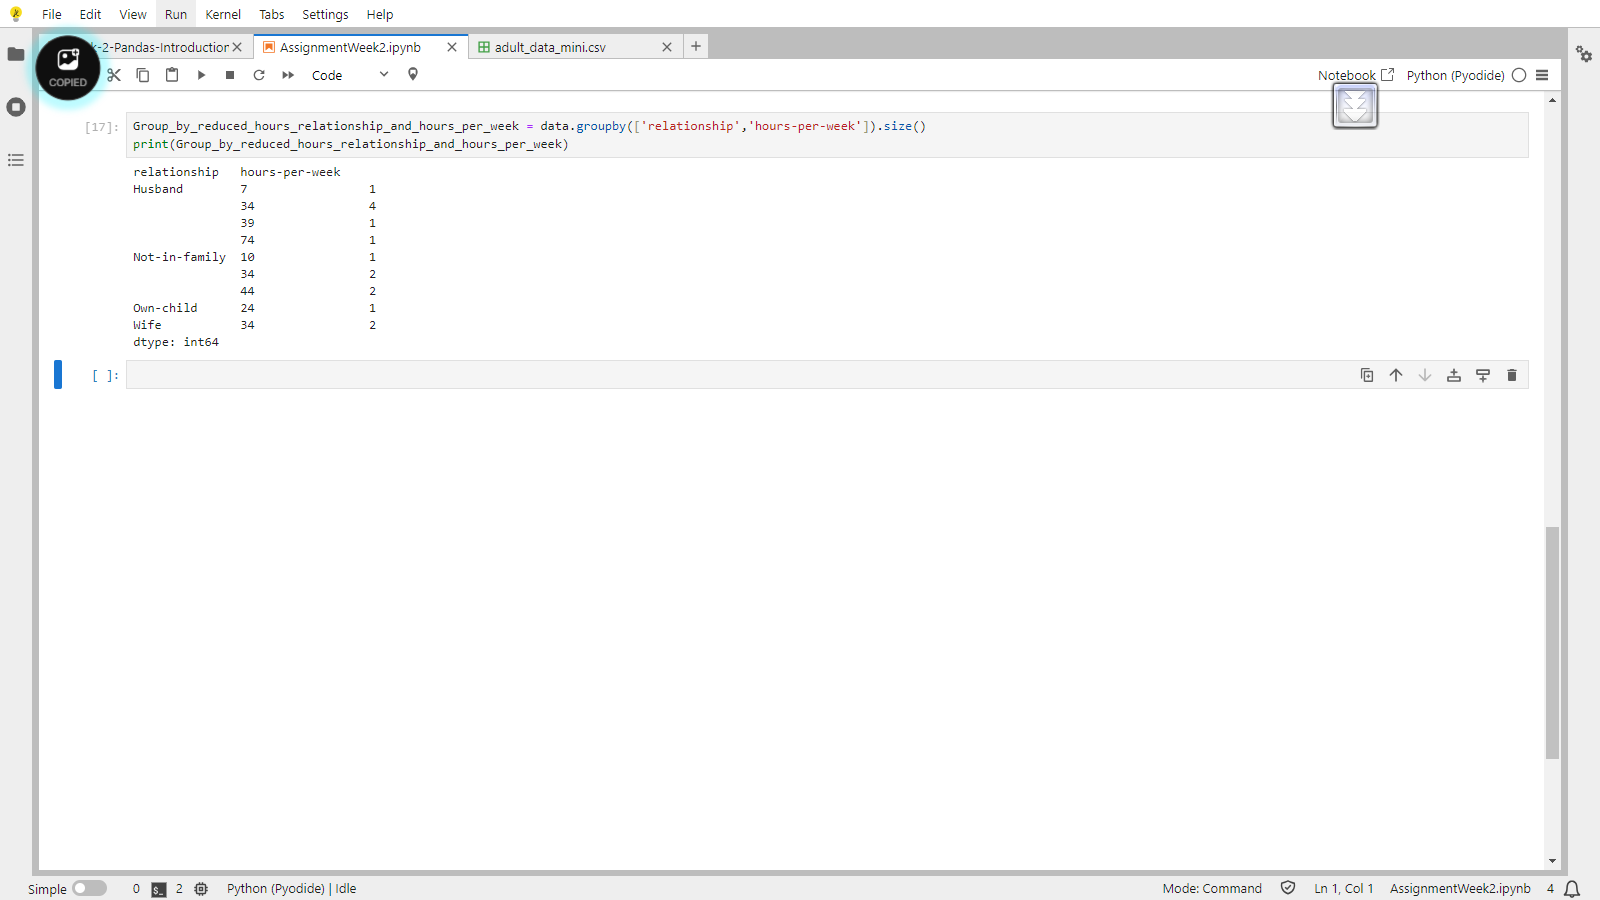 File Edit View Run Kernel Tabs Settings Help
k-2-Pandas-Introduction AssignmentWeek2.ipynb adult_data_mini.csv
COPIED
Code Notebook Python (Pyodide)
[17]: Group_by_reduced_hours_relationship_and_hours_per_week = data.groupby(['relationship','hours-per-week']).size()
print(Group_by_reduced_hours_relationship_and_hours_per_week)
relationship hours-per-week
Husband 7 1
34 4
39 1
74 1
Not-in-family 10 1
34 2
44 2
Own-child 24 1
Wife 34 2
dtype: int64
[ ]:
Simple 0 $_ 2 Python (Pyodide) | Idle Mode: Command Ln 1, Col 1 AssignmentWeek2.ipynb 4